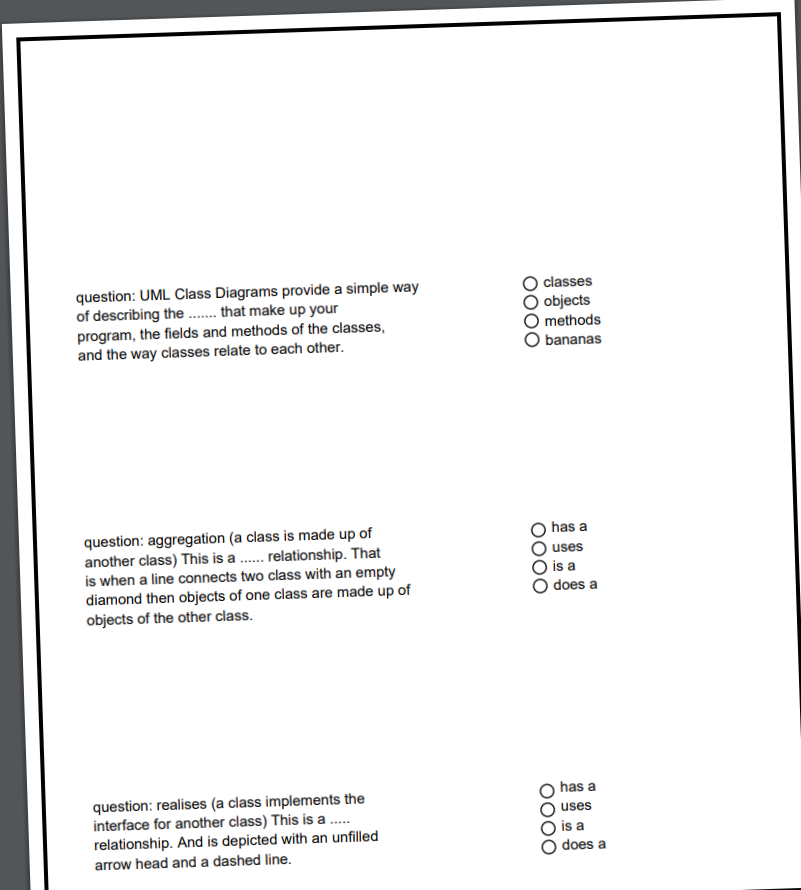 question: UML Class Diagrams provide a simple way
of describing the ....... that make up your
program, the fields and methods of the classes,
and the way classes relate to each other.
classes
objects
methods
bananas
question: aggregation (a class is made up of
another class) This is a ...... relationship. That
is when a line connects two class with an empty
diamond then objects of one class are made up of
objects of the other class.
has a
uses
is a
does a
question: realises (a class implements the
interface for another class) This is a .....
relationship. And is depicted with an unfilled
arrow head and a dashed line.
has a
uses
is a
does a